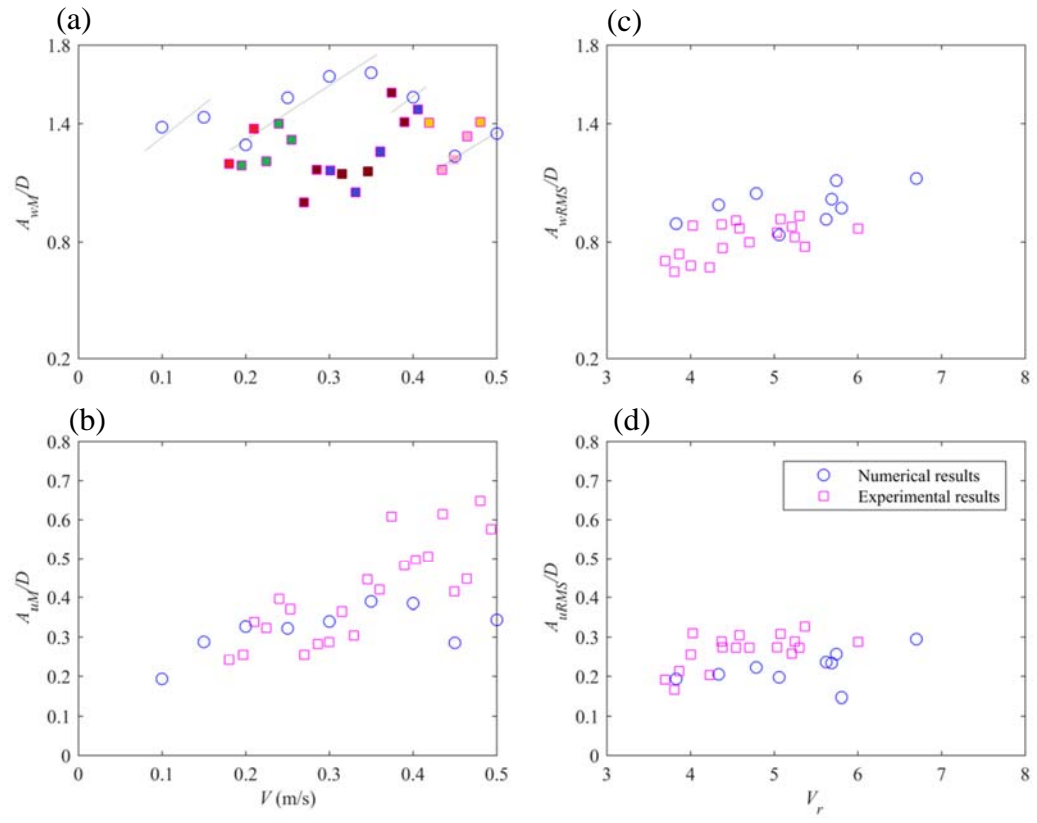 (a)
1.8
1.4
0.8
0.2
A_wM/D
0 0.1 0.2 0.3 0.4 0.5
(c)
1.8
1.4
0.8
0.2
A_wRMS/D
3 4 5 6 7 8
(b)
0.8
0.7
0.6
0.5
0.4
0.3
0.2
0.1
0
A_uM/D
0 0.1 0.2 0.3 0.4 0.5
V (m/s)
(d)
0.8
0.7
0.6
0.5
0.4
0.3
0.2
0.1
0
A_uRMS/D
Numerical results
Experimental results
3 4 5 6 7 8
V_r